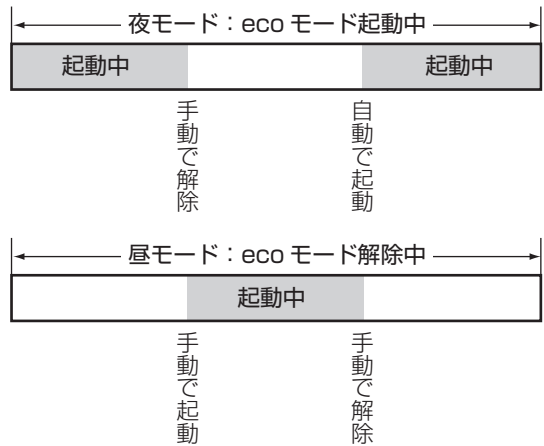 夜モード：eco モード起動中
起動中
起動中
手動で解除
自動で起動
昼モード：eco モード解除中
起動中
手動で起動
手動で解除